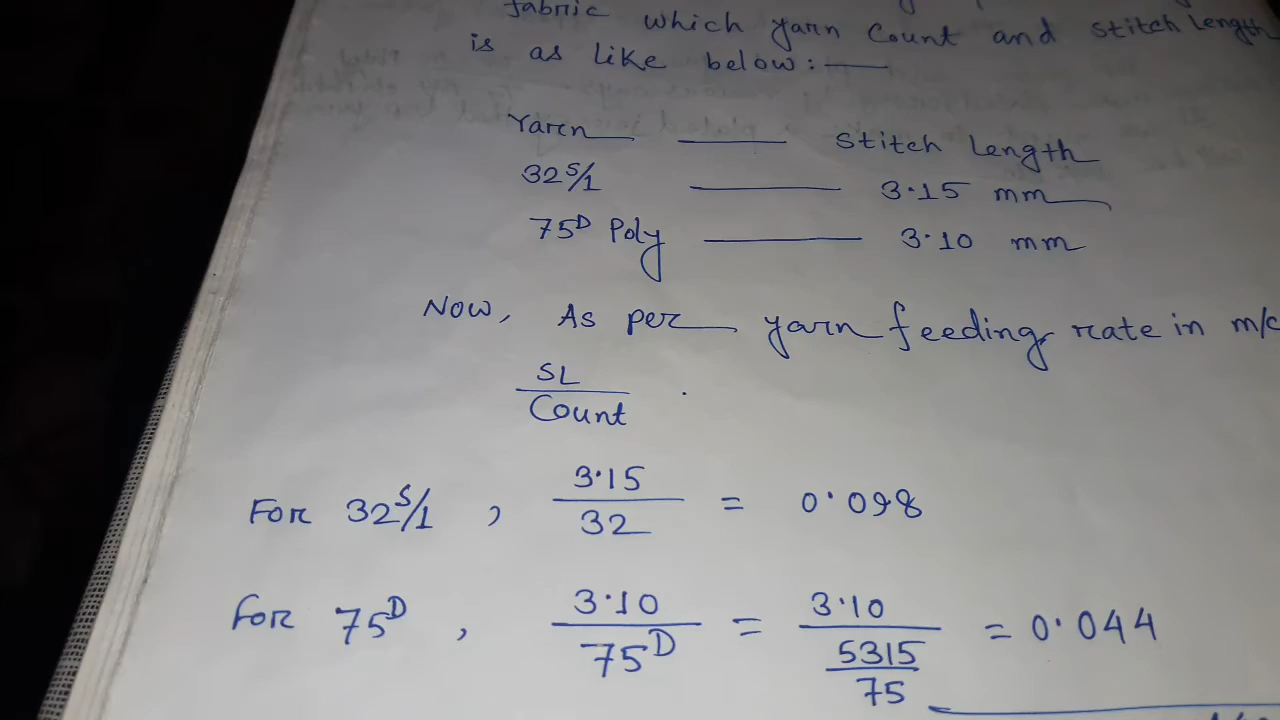 fabric which yarn count and stitch length
is as like below:—
Yarn —— stitch length
32S/1 —— 3.15 mm
75D Poly —— 3.10 mm
Now, As per yarn feeding rate in m/c
SL
Count
For 32S/1, 3.15/32 = 0.098
For 75D, 3.10/75D = 3.10/(5315/75) = 0.044